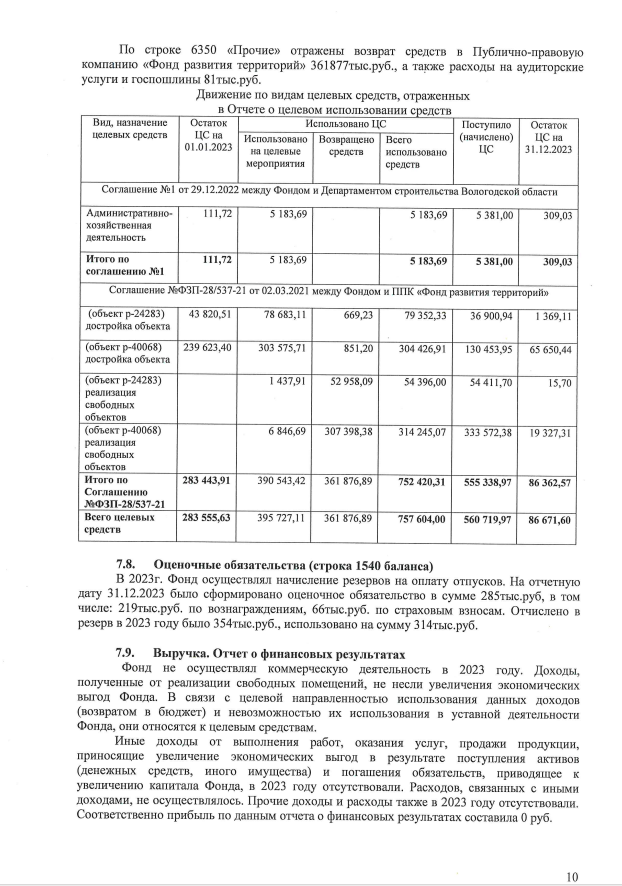 По строке 6350 «Прочие» отражены возврат средств в Публично-правовую
компанию «Фонд развития территорий» 361877тыс.руб., а также расходы на аудиторские
услуги и госпошлины 81тыс.руб.
Движение по видам целевых средств, отраженных
в Отчете о целевом использовании средств
Вид, назначение целевых средств | Остаток ЦС на 01.01.2023 | Использовано ЦС | Поступило (начислено) ЦС | Остаток ЦС на 31.12.2023
Использовано на целевые мероприятия | Возвращено средств | Всего использовано средств
Соглашение №1 от 29.12.2022 между Фондом и Департаментом строительства Вологодской области
Административно-хозяйственная деятельность | 111,72 | 5 183,69 | | 5 183,69 | 5 381,00 | 309,03
Итого по соглашению №1 | 111,72 | 5 183,69 | | 5 183,69 | 5 381,00 | 309,03
Соглашение №ФЗП-28/537-21 от 02.03.2021 между Фондом и ППК «Фонд развития территорий»
(объект р-24283) достройка объекта | 43 820,51 | 78 683,11 | 669,23 | 79 352,33 | 36 900,94 | 1 369,11
(объект р-40068) достройка объекта | 239 623,40 | 303 575,71 | 851,20 | 304 426,91 | 130 453,95 | 65 650,44
(объект р-24283) реализация свободных объектов | | 1 437,91 | 52 958,09 | 54 396,00 | 54 411,70 | 15,70
(объект р-40068) реализация свободных объектов | | 6 846,69 | 307 398,38 | 314 245,07 | 333 572,38 | 19 327,31
Итого по Соглашению №ФЗП-28/537-21 | 283 443,91 | 390 543,42 | 361 876,89 | 752 420,31 | 555 338,97 | 86 362,57
Всего целевых средств | 283 555,63 | 395 727,11 | 361 876,89 | 757 604,00 | 560 719,97 | 86 671,60
7.8. Оценочные обязательства (строка 1540 баланса)
В 2023г. Фонд осуществлял начисление резервов на оплату отпусков. На отчетную
дату 31.12.2023 было сформировано оценочное обязательство в сумме 285тыс.руб, в том
числе: 219тыс.руб. по вознаграждениям, 66тыс.руб. по страховым взносам. Отчислено в
резерв в 2023 году было 354тыс.руб., использовано на сумму 314тыс.руб.
7.9. Выручка. Отчет о финансовых результатах
Фонд не осуществлял коммерческую деятельность в 2023 году. Доходы,
полученные от реализации свободных помещений, не несли увеличения экономических
выгод Фонда. В связи с целевой направленностью использования данных доходов
(возвратом в бюджет) и невозможностью их использования в уставной деятельности
Фонда, они относятся к целевым средствам.
Иные доходы от выполнения работ, оказания услуг, продажи продукции,
приносящие увеличение экономических выгод в результате поступления активов
(денежных средств, иного имущества) и погашения обязательств, приводящее к
увеличению капитала Фонда, в 2023 году отсутствовали. Расходов, связанных с иными
доходами, не осуществлялось. Прочие доходы и расходы также в 2023 году отсутствовали.
Соответственно прибыль по данным отчета о финансовых результатах составила 0 руб.
10